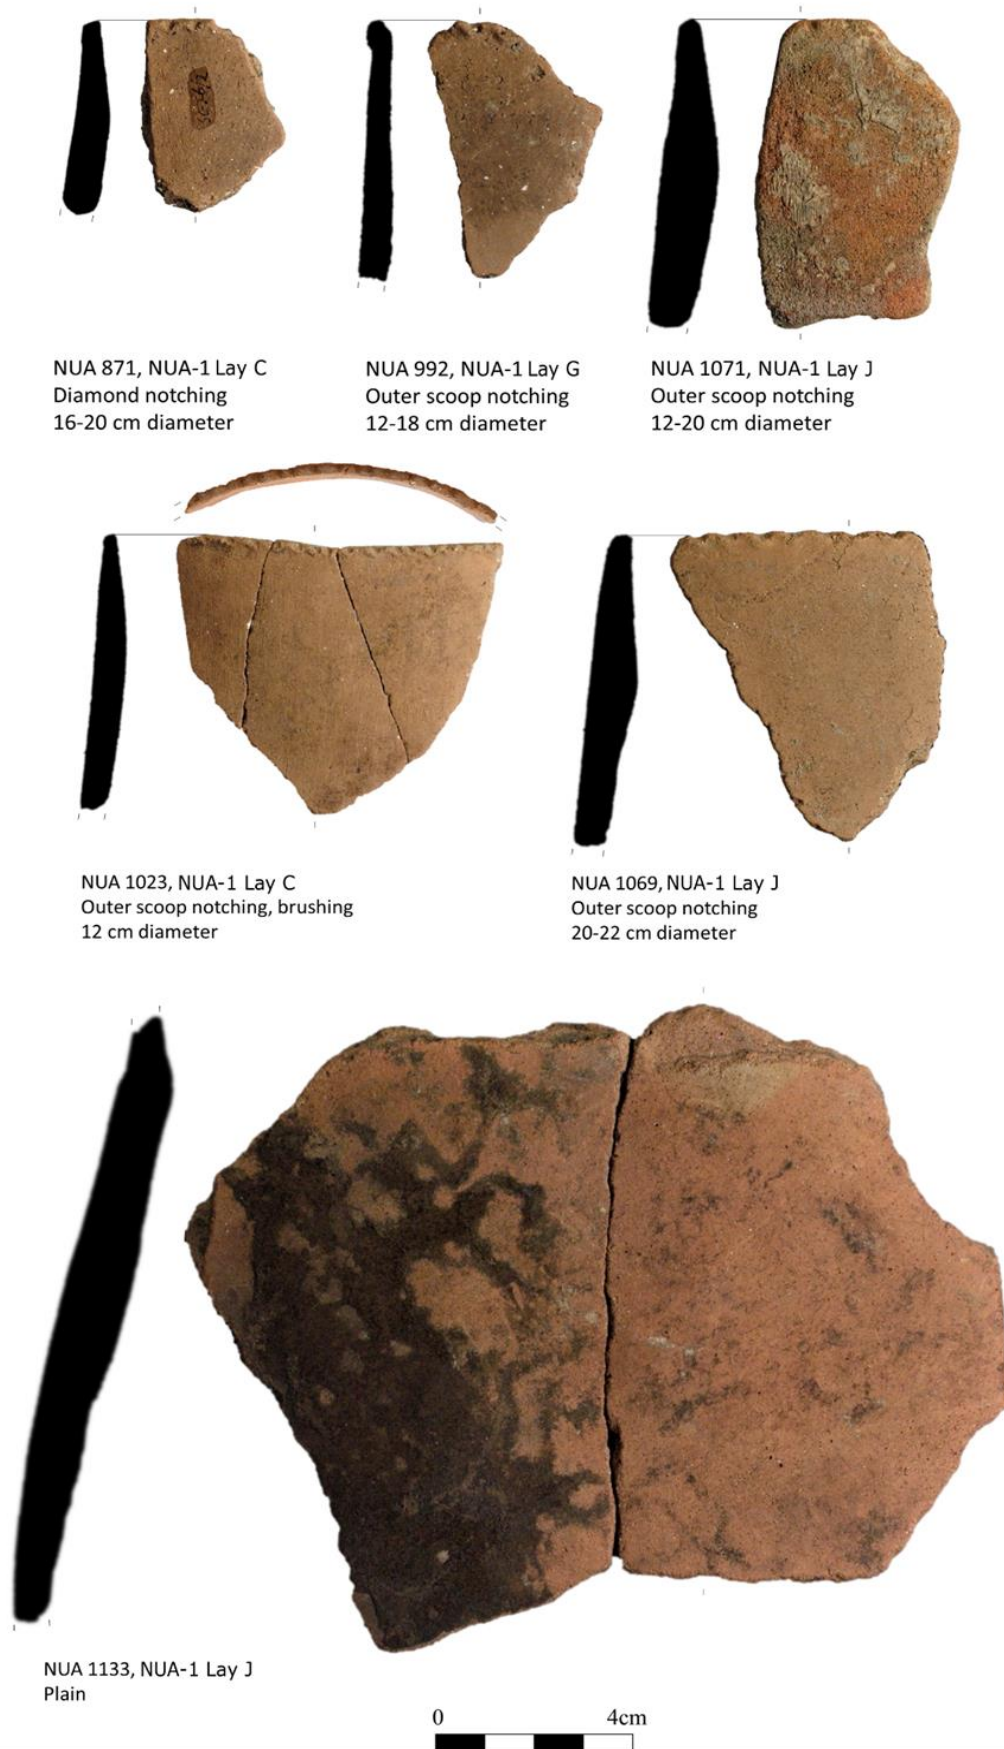 NUA 871, NUA-1 Lay C
Diamond notching
16-20 cm diameter
NUA 992, NUA-1 Lay G
Outer scoop notching
12-18 cm diameter
NUA 1071, NUA-1 Lay J
Outer scoop notching
12-20 cm diameter
NUA 1023, NUA-1 Lay C
Outer scoop notching, brushing
12 cm diameter
NUA 1069, NUA-1 Lay J
Outer scoop notching
20-22 cm diameter
NUA 1133, NUA-1 Lay J
Plain
0 4cm